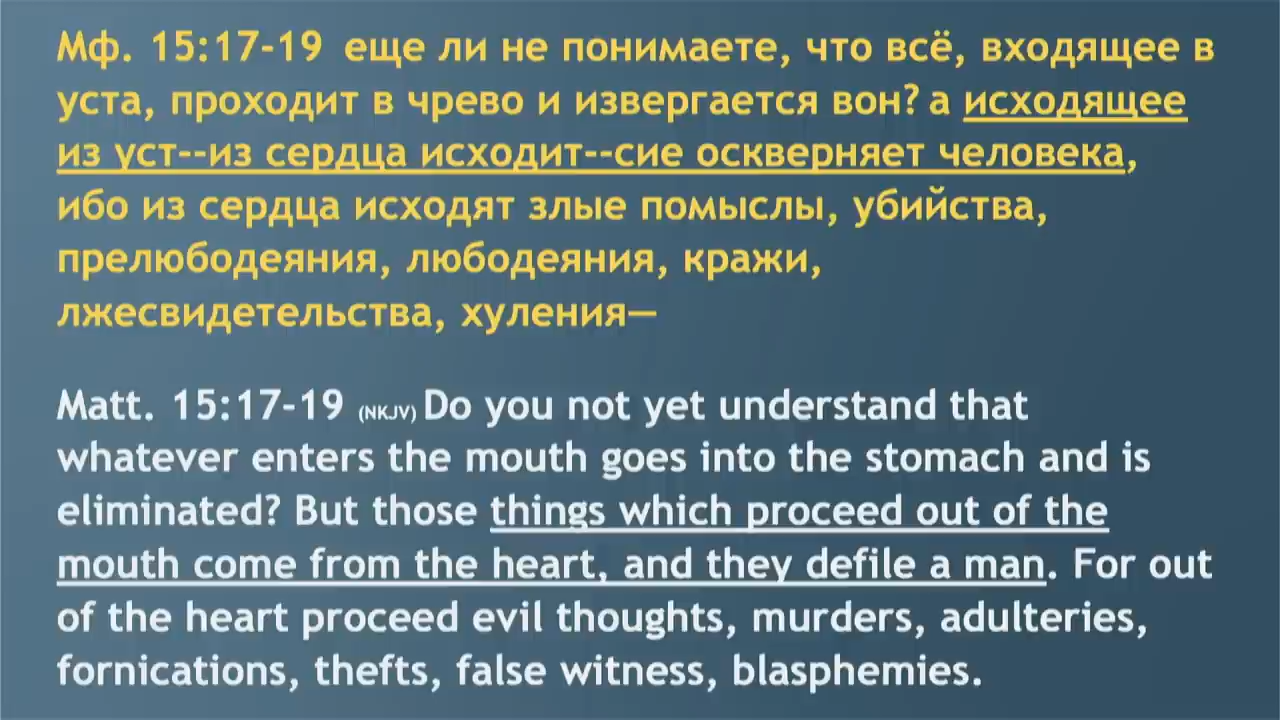 Мф. 15:17-19 еще ли не понимаете, что всё, входящее в
уста, проходит в чрево и извергается вон? а исходящее
из уст--из сердца исходит--сие оскверняет человека,
ибо из сердца исходят злые помыслы, убийства,
прелюбодеяния, любодеяния, кражи,
лжесвидетельства, хуления—
Matt. 15:17-19 (NKJV) Do you not yet understand that
whatever enters the mouth goes into the stomach and is
eliminated? But those things which proceed out of the
mouth come from the heart, and they defile a man. For out
of the heart proceed evil thoughts, murders, adulteries,
fornications, thefts, false witness, blasphemies.